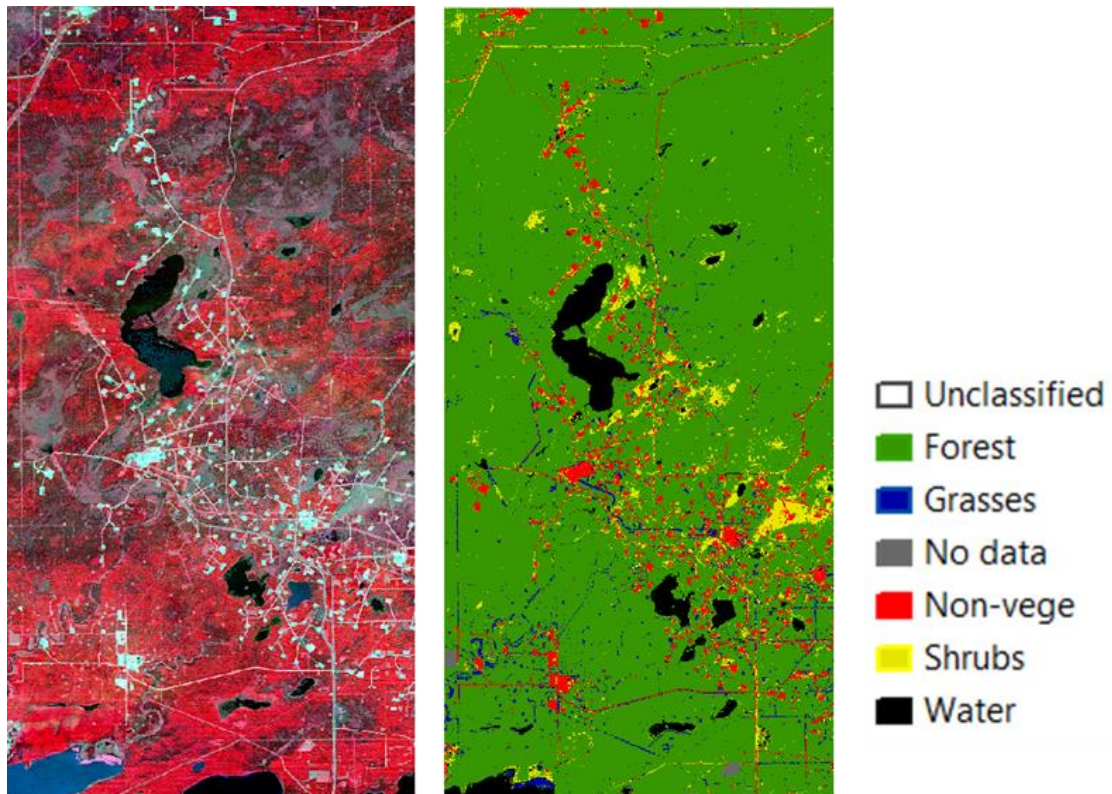 Unclassified
Forest
Grasses
No data
Non-vege
Shrubs
Water